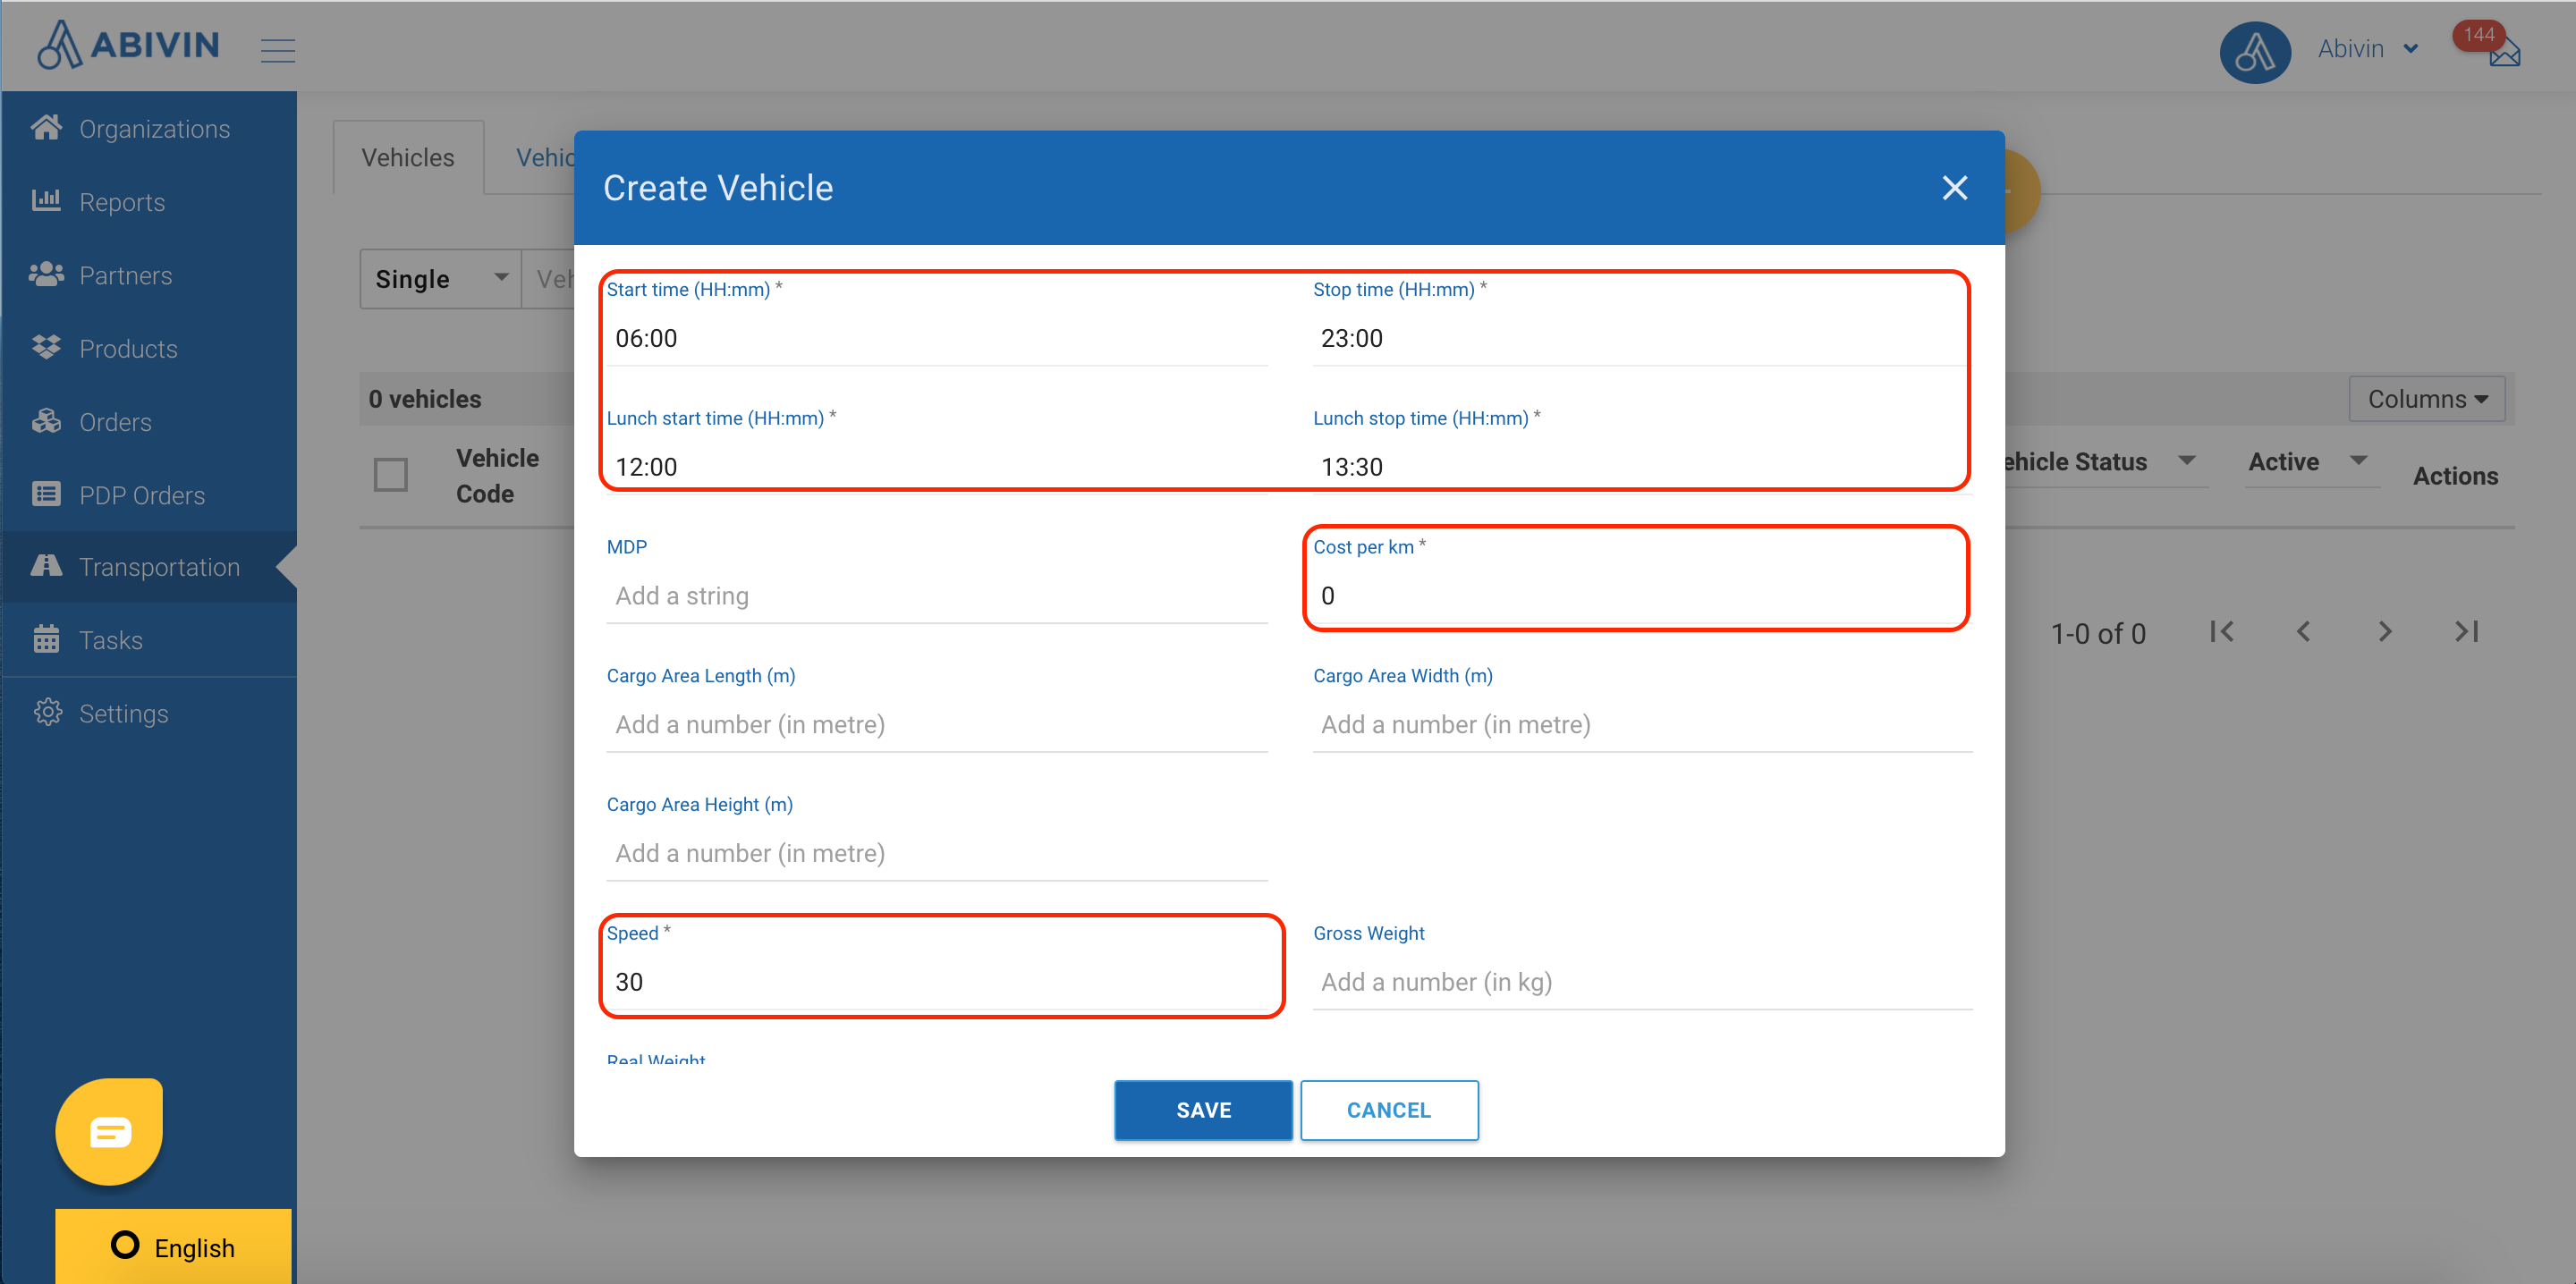 ABIVIN
Abivin
144
Organizations
Reports
Partners
Products
Orders
PDP Orders
Transportation
Tasks
Settings
English
Vehicles
Vehic
Single
Veh
0 vehicles
Columns
Vehicle
Code
ehicle Status
Active
Actions
1-0 of 0
Create Vehicle
Start time (HH:mm) *
Stop time (HH:mm) *
06:00
23:00
Lunch start time (HH:mm) *
Lunch stop time (HH:mm) *
12:00
13:30
MDP
Cost per km *
Add a string
0
Cargo Area Length (m)
Cargo Area Width (m)
Add a number (in metre)
Add a number (in metre)
Cargo Area Height (m)
Add a number (in metre)
Speed *
Gross Weight
30
Add a number (in kg)
Real Weight
SAVE
CANCEL